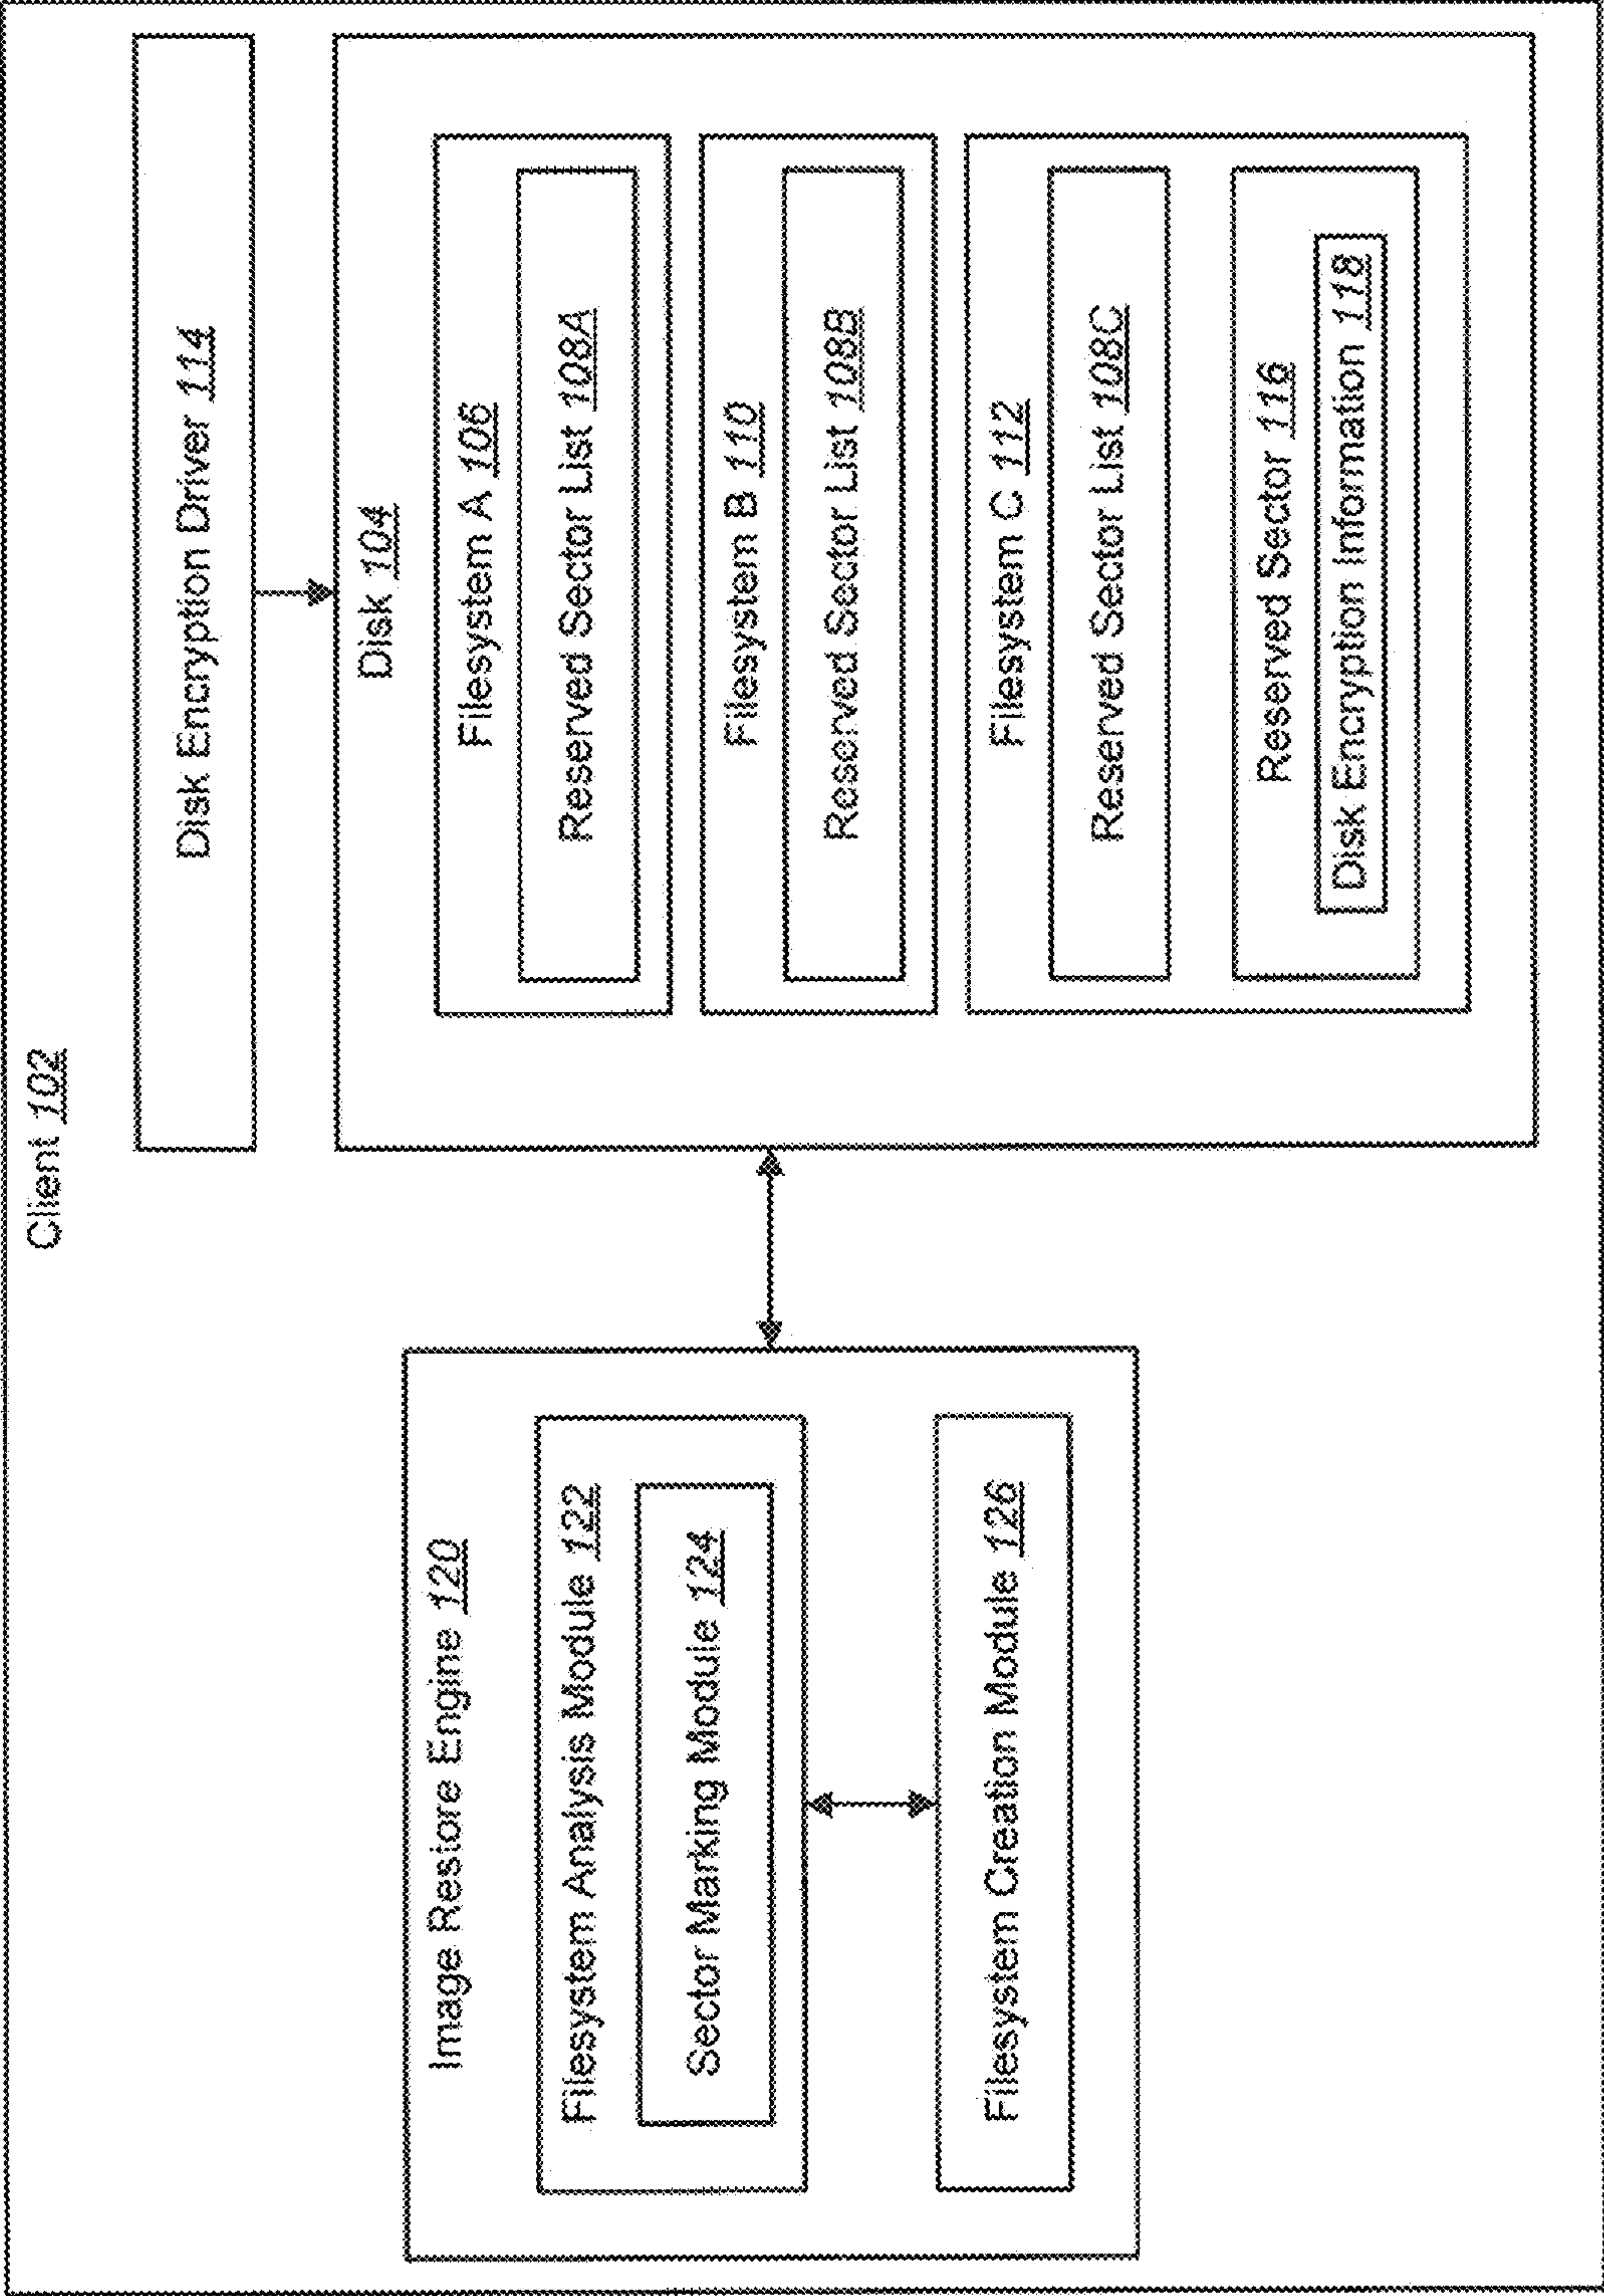 Client 102
Image Restore Engine 120
Filesystem Analysis Module 122
Sector Marking Module 124
Filesystem Creation Module 126
Disk Encryption Driver 114
Disk 104
Filesystem A 106
Reserved Sector List 108A
Filesystem B 110
Reserved Sector List 108B
Filesystem C 112
Reserved Sector List 108C
Reserved Sector 116
Disk Encryption Information 118